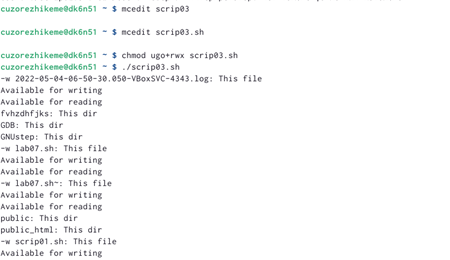 cuzorezhikeme@dk6n51 ~ $ mcedit scrip03
cuzorezhikeme@dk6n51 ~ $ mcedit scrip03.sh
cuzorezhikeme@dk6n51 ~ $ chmod ugo+rwx scrip03.sh
cuzorezhikeme@dk6n51 ~ $ ./scrip03.sh
-w 2022-05-04-06-50-30.050-VBoxSVC-4343.log: This file
Available for writing
Available for reading
fvhzdhfjks: This dir
GDB: This dir
GNUstep: This dir
-w lab07.sh: This file
Available for writing
Available for reading
-w lab07.sh~: This file
Available for writing
Available for reading
public: This dir
public_html: This dir
-w scrip01.sh: This file
Available for writing